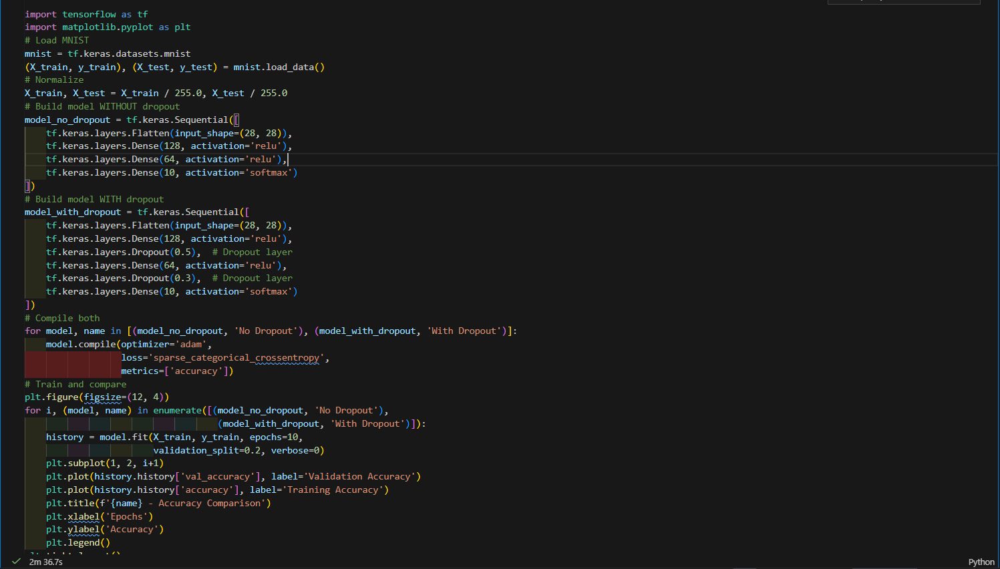 import tensorflow as tf
import matplotlib.pyplot as plt
# Load MNIST
mnist = tf.keras.datasets.mnist
(X_train, y_train), (X_test, y_test) = mnist.load_data()
# Normalize
X_train, X_test = X_train / 255.0, X_test / 255.0
# Build model WITHOUT dropout
model_no_dropout = tf.keras.Sequential([
    tf.keras.layers.Flatten(input_shape=(28, 28)),
    tf.keras.layers.Dense(128, activation='relu'),
    tf.keras.layers.Dense(64, activation='relu'),
    tf.keras.layers.Dense(10, activation='softmax')
])
# Build model WITH dropout
model_with_dropout = tf.keras.Sequential([
    tf.keras.layers.Flatten(input_shape=(28, 28)),
    tf.keras.layers.Dense(128, activation='relu'),
    tf.keras.layers.Dropout(0.5),  # Dropout layer
    tf.keras.layers.Dense(64, activation='relu'),
    tf.keras.layers.Dropout(0.3),  # Dropout layer
    tf.keras.layers.Dense(10, activation='softmax')
])
# Compile both
for model, name in [(model_no_dropout, 'No Dropout'), (model_with_dropout, 'With Dropout')]:
    model.compile(optimizer='adam',
                  loss='sparse_categorical_crossentropy',
                  metrics=['accuracy'])
# Train and compare
plt.figure(figsize=(12, 4))
for i, (model, name) in enumerate([(model_no_dropout, 'No Dropout'),
                                    (model_with_dropout, 'With Dropout')]):
    history = model.fit(X_train, y_train, epochs=10,
                        validation_split=0.2, verbose=0)
    plt.subplot(1, 2, i+1)
    plt.plot(history.history['val_accuracy'], label='Validation Accuracy')
    plt.plot(history.history['accuracy'], label='Training Accuracy')
    plt.title(f'{name} - Accuracy Comparison')
    plt.xlabel('Epochs')
    plt.ylabel('Accuracy')
    plt.legend()
2m 36.7s
Python